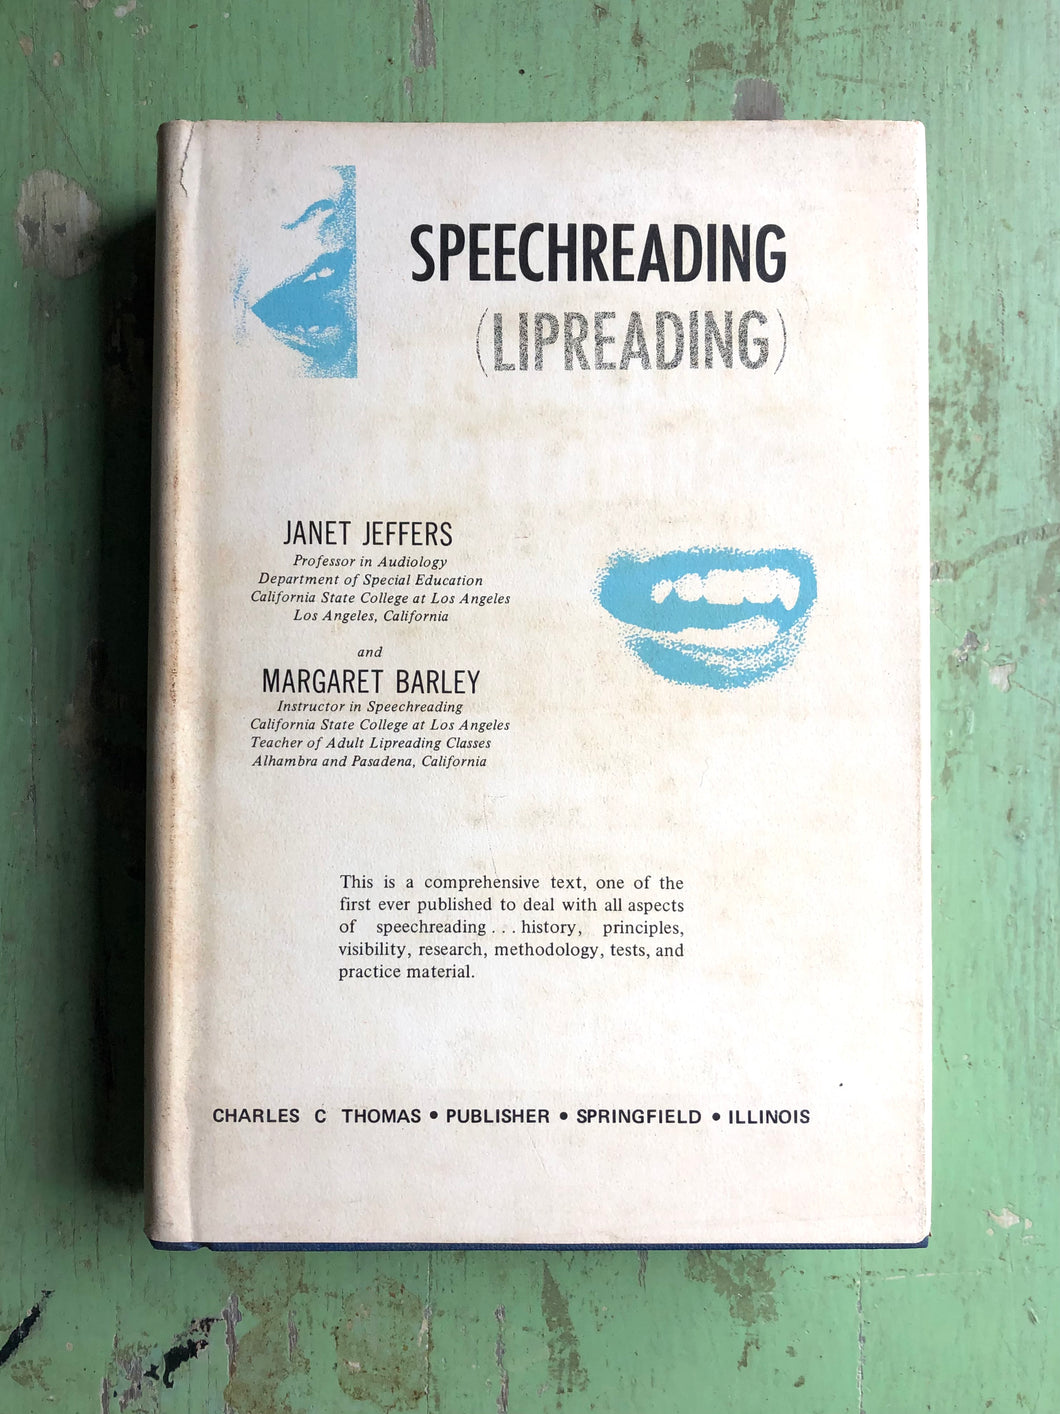 SPEECHREADING
(LIPREADING)
JANET JEFFERS
Professor in Audiology
Department of Special Education
California State College at Los Angeles
Los Angeles, California
and
MARGARET BARLEY
Instructor in Speechreading
California State College at Los Angeles
Teacher of Adult Lipreading Classes
Alhambra and Pasadena, California
This is a comprehensive text, one of the
first ever published to deal with all aspects
of speechreading . . . history, principles,
visibility, research, methodology, tests, and
practice material.
CHARLES C THOMAS • PUBLISHER • SPRINGFIELD • ILLINOIS